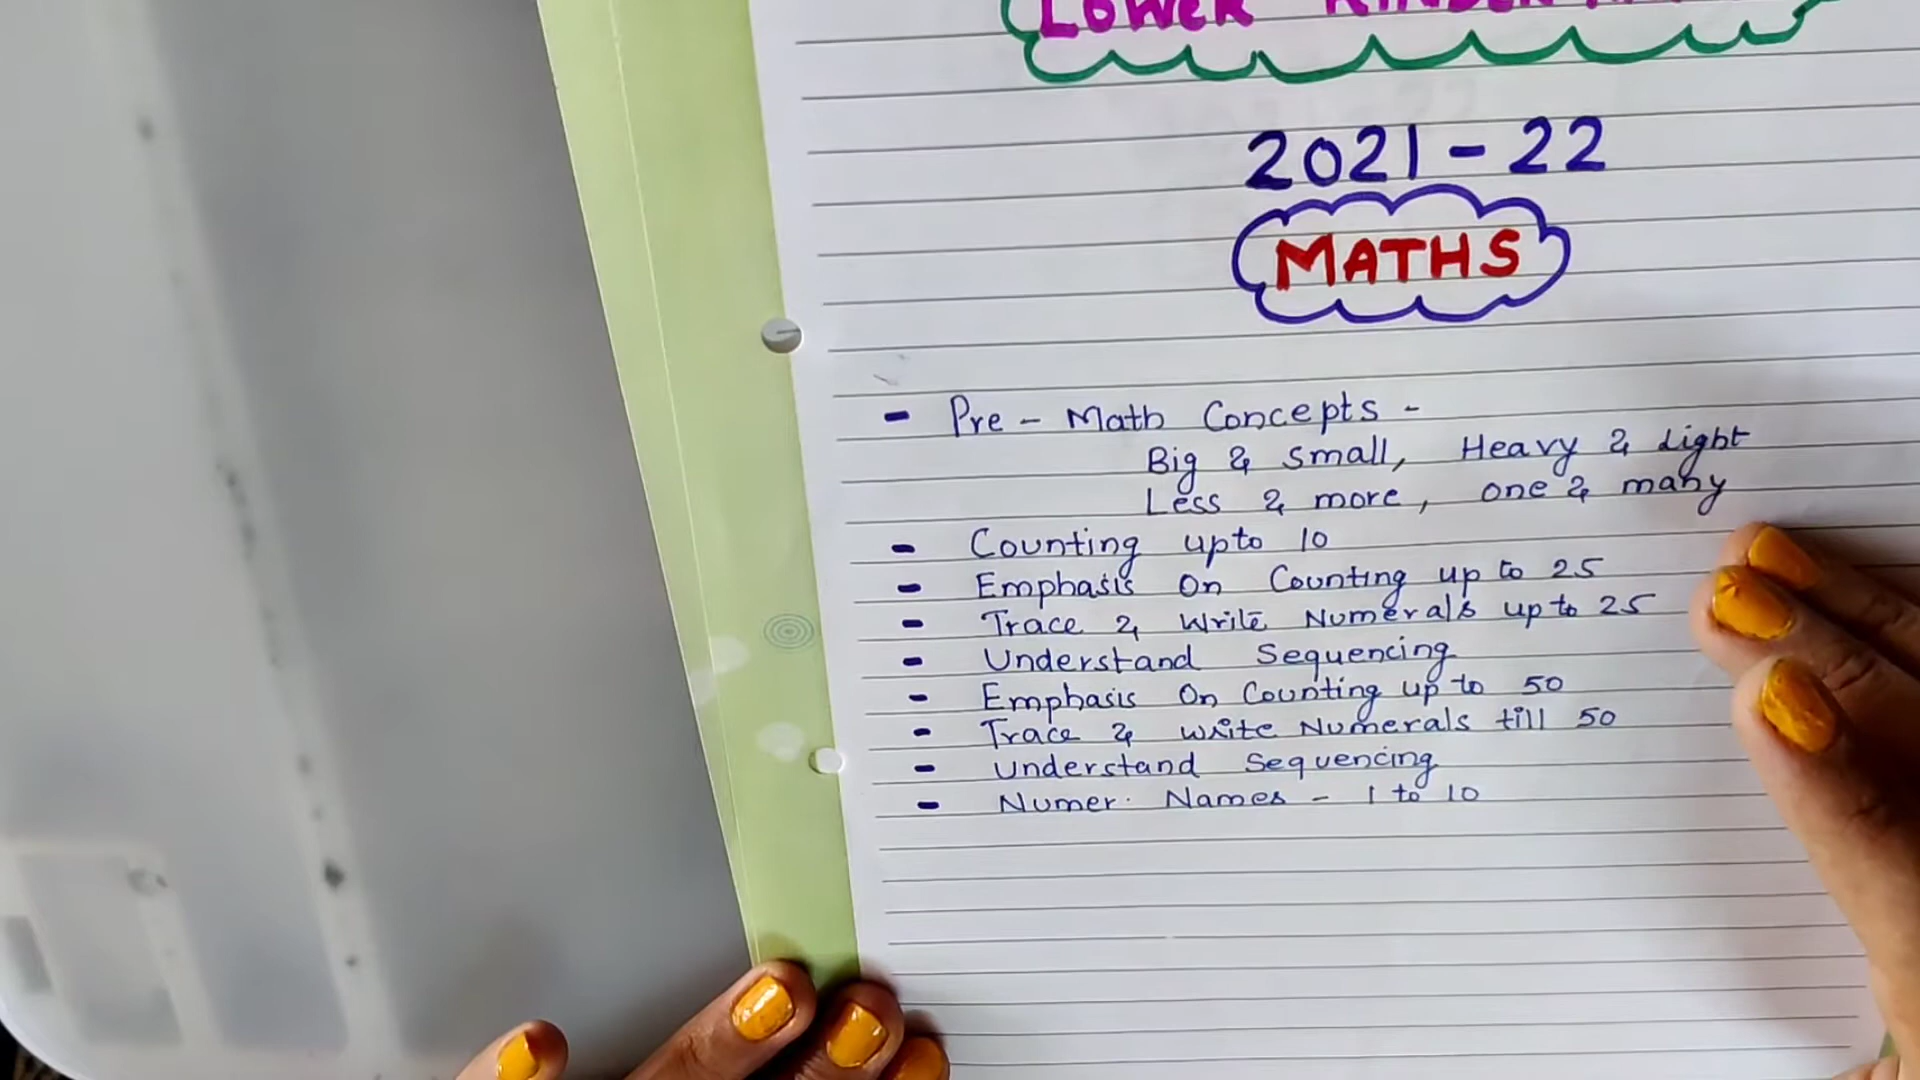 LOWER
2021-22
MATHS
- Pre - Math Concepts -
Big & Small, Heavy & Light
Less & more, one & many
- Counting upto 10
- Emphasis On Counting up to 25
- Trace & Write Numerals up to 25
- Understand Sequencing
- Emphasis On Counting up to 50
- Trace & write Numerals till 50
- understand Sequencing
- Numer. Names - 1 to 10